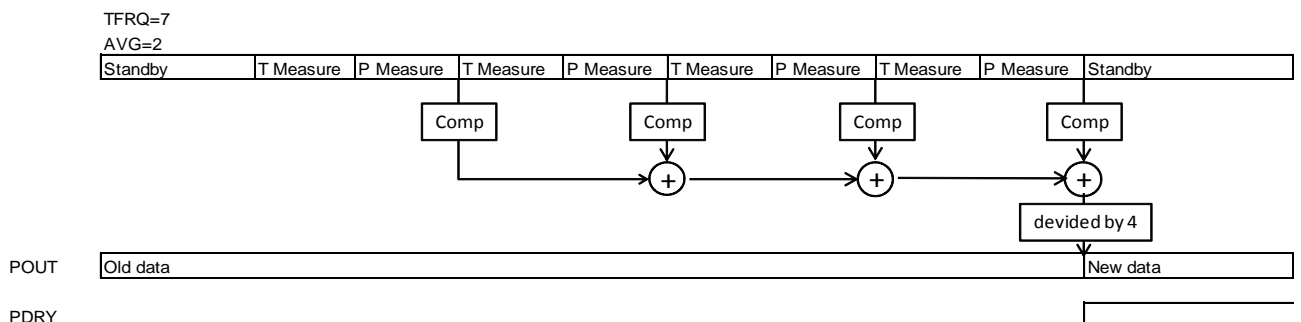 TFRQ=7
AVG=2
Standby T Measure P Measure T Measure P Measure T Measure P Measure T Measure P Measure Standby
Comp Comp Comp Comp
+ + +
devided by 4
POUT Old data New data
PDRY